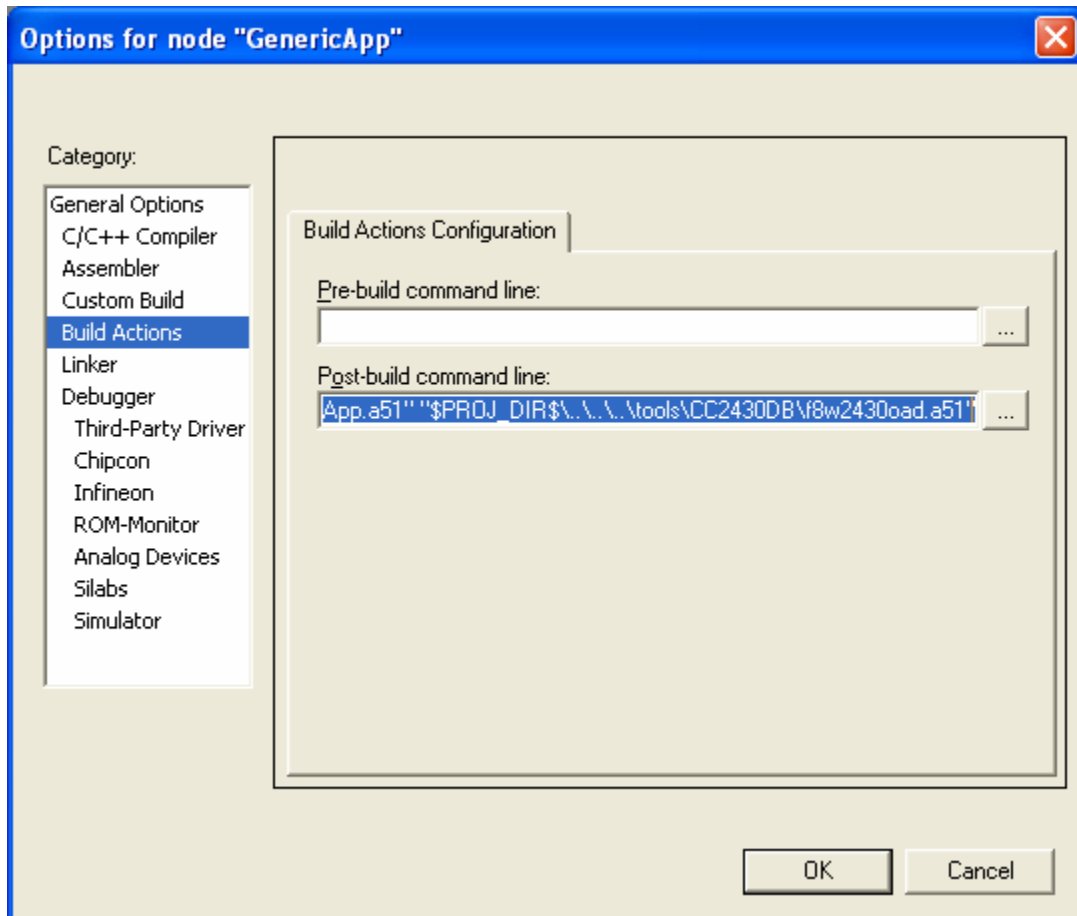 Options for node "GenericApp"
Category:
General Options
C/C++ Compiler
Assembler
Custom Build
Build Actions
Linker
Debugger
Third-Party Driver
Chipcon
Infineon
ROM-Monitor
Analog Devices
Silabs
Simulator
Build Actions Configuration
Pre-build command line:
...
Post-build command line:
App.a51" "$PROJ_DIR$\..\..\..\tools\CC2430DB\f8w2430oad.a51"
...
OK
Cancel